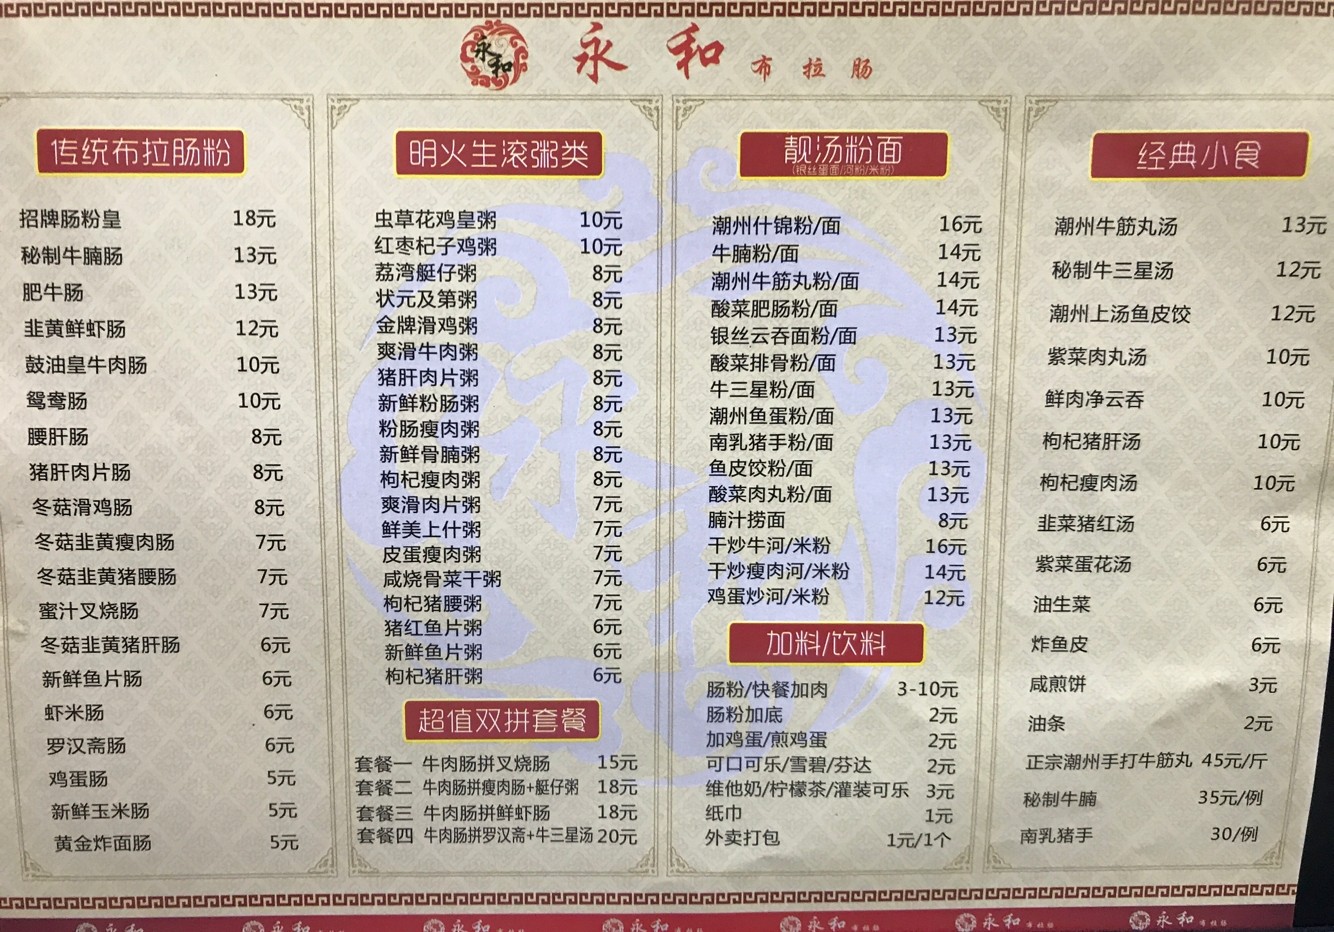 永和
永和 布拉肠
传统布拉肠粉
招牌肠粉皇 18元
秘制牛腩肠 13元
肥牛肠 13元
韭黄鲜虾肠 12元
鼓油皇牛肉肠 10元
鸳鸯肠 10元
腰肝肠 8元
猪肝肉片肠 8元
冬菇滑鸡肠 8元
冬菇韭黄瘦肉肠 7元
冬菇韭黄猪腰肠 7元
蜜汁叉烧肠 7元
冬菇韭黄猪肝肠 6元
新鲜鱼片肠 6元
虾米肠 6元
罗汉斋肠 6元
鸡蛋肠 5元
新鲜玉米肠 5元
黄金炸面肠 5元
明火生滚粥类
虫草花鸡皇粥 10元
红枣杞子鸡粥 10元
荔湾艇仔粥 8元
状元及第粥 8元
金牌滑鸡粥 8元
爽滑牛肉粥 8元
猪肝肉片粥 8元
新鲜粉肠粥 8元
粉肠瘦肉粥 8元
新鲜骨腩粥 8元
枸杞瘦肉粥 8元
爽滑肉片粥 7元
鲜美上什粥 7元
皮蛋瘦肉粥 7元
咸烧骨菜干粥 7元
枸杞猪腰粥 7元
猪红鱼片粥 6元
新鲜鱼片粥 6元
枸杞猪肝粥 6元
超值双拼套餐
套餐一 牛肉肠拼叉烧肠 15元
套餐二 牛肉肠拼瘦肉肠+艇仔粥 18元
套餐三 牛肉肠拼鲜虾肠 18元
套餐四 牛肉肠拼罗汉斋+牛三星汤 20元
靓汤粉面
(银丝蛋面/河粉/米粉)
潮州什锦粉/面 16元
牛腩粉/面 14元
潮州牛筋丸粉/面 14元
酸菜肥肠粉/面 14元
银丝云吞面粉/面 13元
酸菜排骨粉/面 13元
牛三星粉/面 13元
潮州鱼蛋粉/面 13元
南乳猪手粉/面 13元
鱼皮饺粉/面 13元
酸菜肉丸粉/面 13元
腩汁捞面 8元
干炒牛河/米粉 16元
干炒瘦肉河/米粉 14元
鸡蛋炒河/米粉 12元
加料/饮料
肠粉/快餐加肉 3-10元
肠粉加底 2元
加鸡蛋/煎鸡蛋 2元
可口可乐/雪碧/芬达 2元
维他奶/柠檬茶/灌装可乐 3元
纸巾 1元
外卖打包 1元/1个
经典小食
潮州牛筋丸汤 13元
秘制牛三星汤 12元
潮州上汤鱼皮饺 12元
紫菜肉丸汤 10元
鲜肉净云吞 10元
枸杞猪肝汤 10元
枸杞瘦肉汤 10元
韭菜猪红汤 6元
紫菜蛋花汤 6元
油生菜 6元
炸鱼皮 6元
咸煎饼 3元
油条 2元
正宗潮州手打牛筋丸 45元/斤
秘制牛腩 35元/例
南乳猪手 30/例
永和 永和 永和 永和 永和 永和 永和